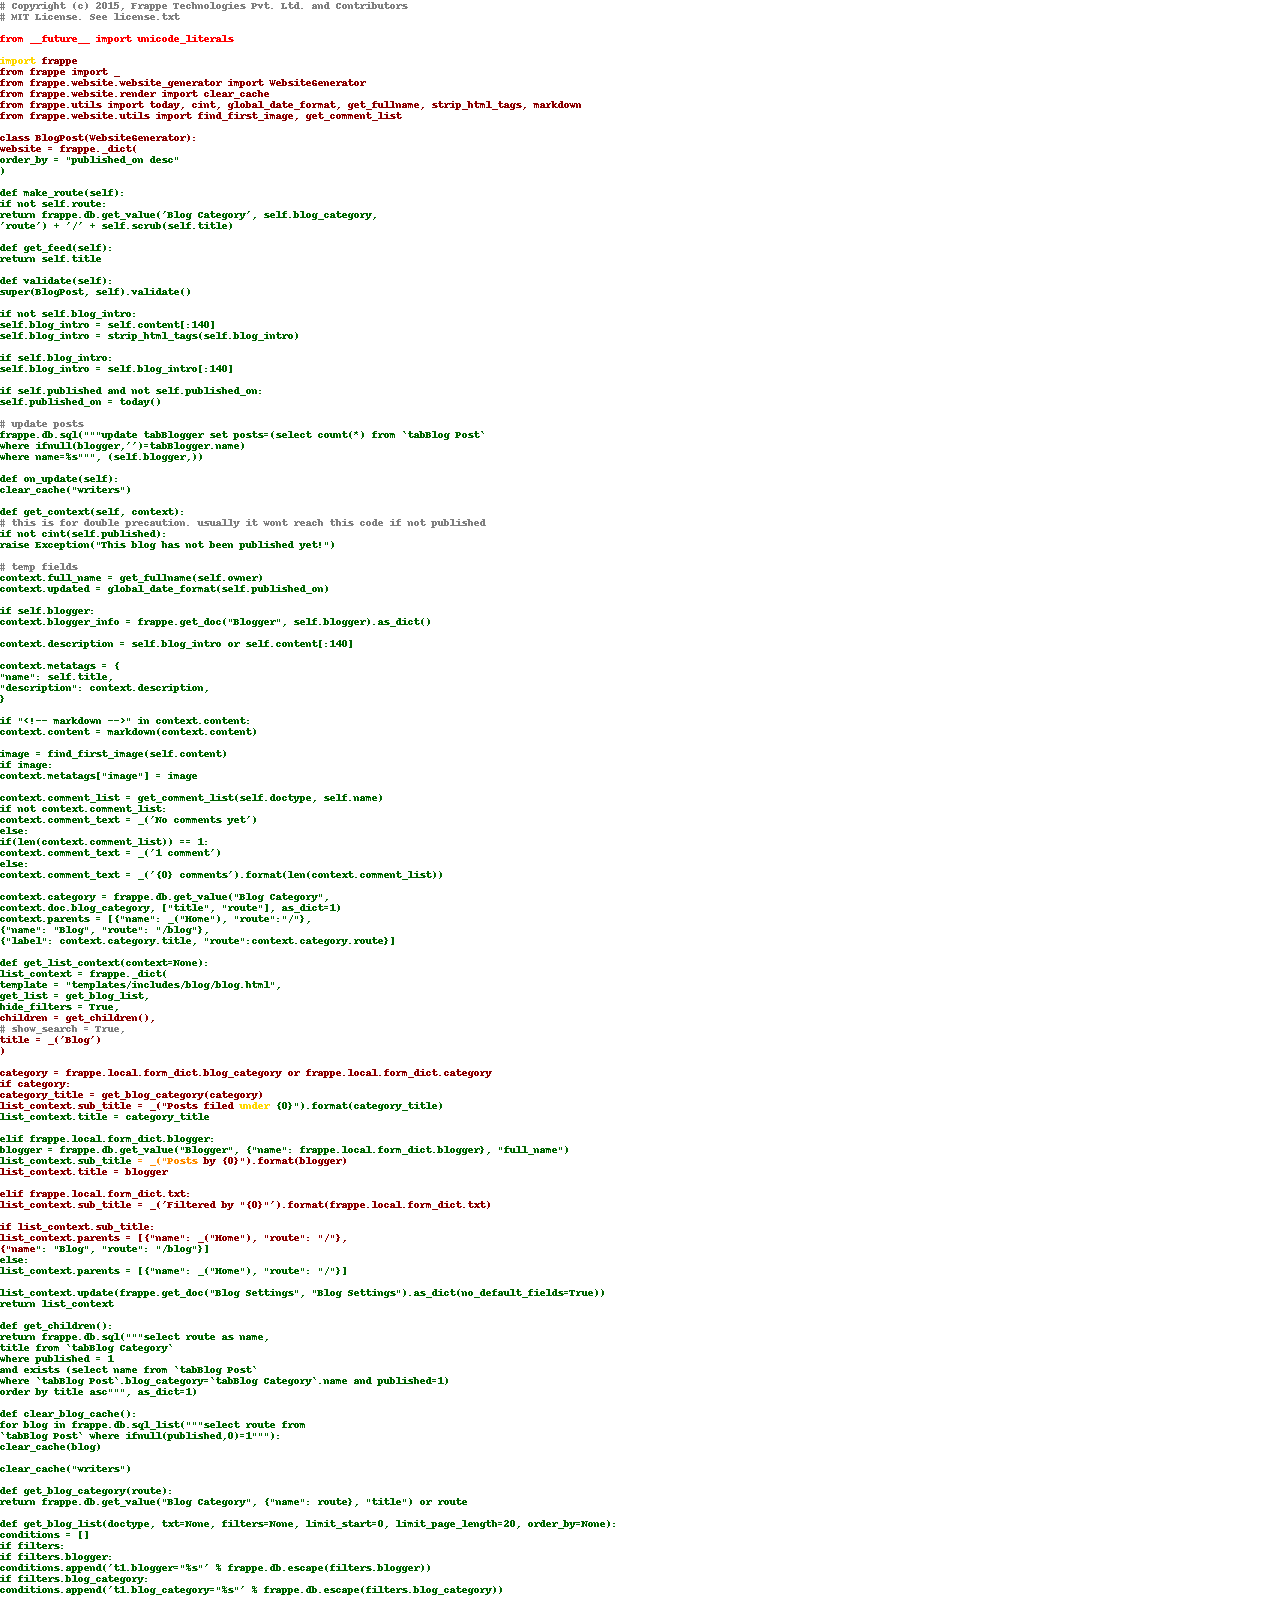 # Copyright (c) 2015, Frappe Technologies Pvt. Ltd. and Contributors
# MIT License. See license.txt
from __future__ import unicode_literals
import frappe
from frappe import _
from frappe.website.website_generator import WebsiteGenerator
from frappe.website.render import clear_cache
from frappe.utils import today, cint, global_date_format, get_fullname, strip_html_tags, markdown
from frappe.website.utils import find_first_image, get_comment_list
class BlogPost(WebsiteGenerator):
website = frappe._dict(
order_by = "published_on desc"
)
def make_route(self):
if not self.route:
return frappe.db.get_value('Blog Category', self.blog_category,
'route') + '/' + self.scrub(self.title)
def get_feed(self):
return self.title
def validate(self):
super(BlogPost, self).validate()
if not self.blog_intro:
self.blog_intro = self.content[:140]
self.blog_intro = strip_html_tags(self.blog_intro)
if self.blog_intro:
self.blog_intro = self.blog_intro[:140]
if self.published and not self.published_on:
self.published_on = today()
# update posts
frappe.db.sql("""update tabBlogger set posts=(select count(*) from `tabBlog Post`
where ifnull(blogger,'')=tabBlogger.name)
where name=%s""", (self.blogger,))
def on_update(self):
clear_cache("writers")
def get_context(self, context):
# this is for double precaution. usually it wont reach this code if not published
if not cint(self.published):
raise Exception("This blog has not been published yet!")
# temp fields
context.full_name = get_fullname(self.owner)
context.updated = global_date_format(self.published_on)
if self.blogger:
context.blogger_info = frappe.get_doc("Blogger", self.blogger).as_dict()
context.description = self.blog_intro or self.content[:140]
context.metatags = {
"name": self.title,
"description": context.description,
}
if "<!-- markdown -->" in context.content:
context.content = markdown(context.content)
image = find_first_image(self.content)
if image:
context.metatags["image"] = image
context.comment_list = get_comment_list(self.doctype, self.name)
if not context.comment_list:
context.comment_text = _('No comments yet')
else:
if(len(context.comment_list)) == 1:
context.comment_text = _('1 comment')
else:
context.comment_text = _('{0} comments').format(len(context.comment_list))
context.category = frappe.db.get_value("Blog Category",
context.doc.blog_category, ["title", "route"], as_dict=1)
context.parents = [{"name": _("Home"), "route":"/"},
{"name": "Blog", "route": "/blog"},
{"label": context.category.title, "route":context.category.route}]
def get_list_context(context=None):
list_context = frappe._dict(
template = "templates/includes/blog/blog.html",
get_list = get_blog_list,
hide_filters = True,
children = get_children(),
# show_search = True,
title = _('Blog')
)
category = frappe.local.form_dict.blog_category or frappe.local.form_dict.category
if category:
category_title = get_blog_category(category)
list_context.sub_title = _("Posts filed under {0}").format(category_title)
list_context.title = category_title
elif frappe.local.form_dict.blogger:
blogger = frappe.db.get_value("Blogger", {"name": frappe.local.form_dict.blogger}, "full_name")
list_context.sub_title = _("Posts by {0}").format(blogger)
list_context.title = blogger
elif frappe.local.form_dict.txt:
list_context.sub_title = _('Filtered by "{0}"').format(frappe.local.form_dict.txt)
if list_context.sub_title:
list_context.parents = [{"name": _("Home"), "route": "/"},
{"name": "Blog", "route": "/blog"}]
else:
list_context.parents = [{"name": _("Home"), "route": "/"}]
list_context.update(frappe.get_doc("Blog Settings", "Blog Settings").as_dict(no_default_fields=True))
return list_context
def get_children():
return frappe.db.sql("""select route as name,
title from `tabBlog Category`
where published = 1
and exists (select name from `tabBlog Post`
where `tabBlog Post`.blog_category=`tabBlog Category`.name and published=1)
order by title asc""", as_dict=1)
def clear_blog_cache():
for blog in frappe.db.sql_list("""select route from
`tabBlog Post` where ifnull(published,0)=1"""):
clear_cache(blog)
clear_cache("writers")
def get_blog_category(route):
return frappe.db.get_value("Blog Category", {"name": route}, "title") or route
def get_blog_list(doctype, txt=None, filters=None, limit_start=0, limit_page_length=20, order_by=None):
conditions = []
if filters:
if filters.blogger:
conditions.append('t1.blogger="%s"' % frappe.db.escape(filters.blogger))
if filters.blog_category:
conditions.append('t1.blog_category="%s"' % frappe.db.escape(filters.blog_category))